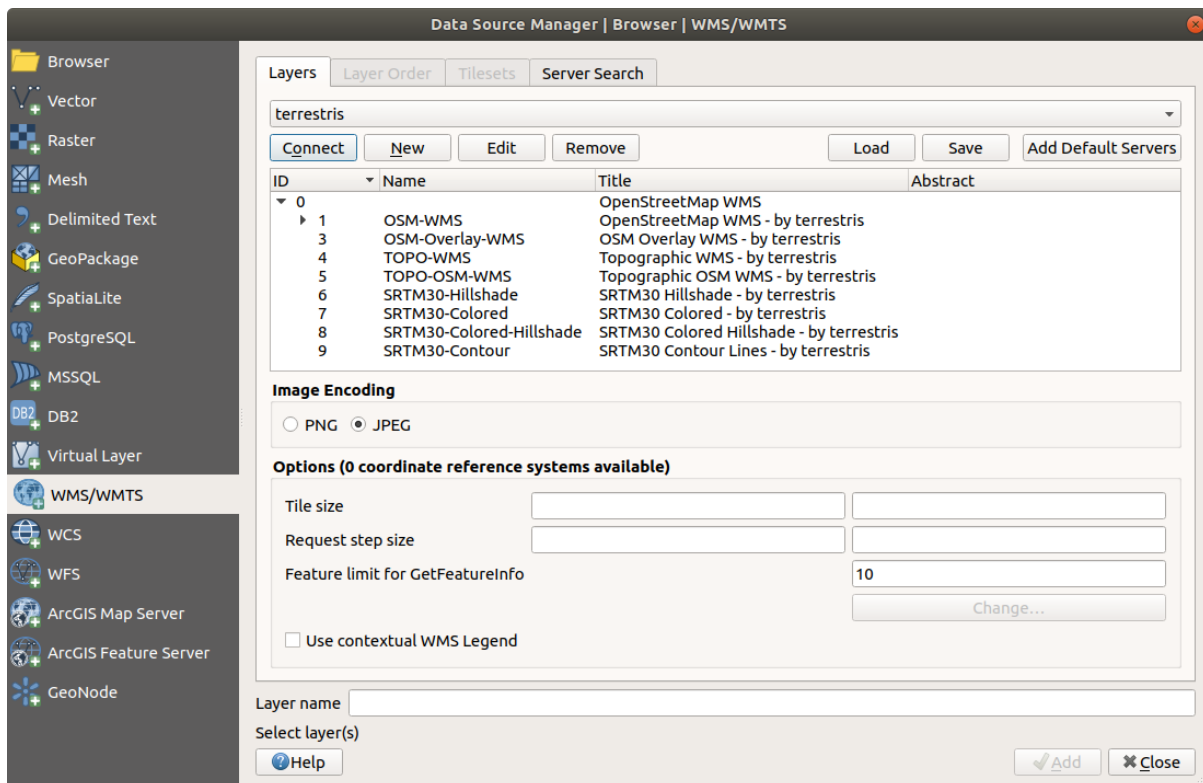 Data Source Manager | Browser | WMS/WMTS
Browser
Vector
Raster
Mesh
Delimited Text
GeoPackage
SpatiaLite
PostgreSQL
MSSQL
DB2 DB2
Virtual Layer
WMS/WMTS
WCS
WFS
ArcGIS Map Server
ArcGIS Feature Server
GeoNode
Layers Layer Order Tilesets Server Search
terrestris
Connect New Edit Remove Load Save Add Default Servers
ID Name Title Abstract
0 OpenStreetMap WMS
1 OSM-WMS OpenStreetMap WMS - by terrestris
3 OSM-Overlay-WMS OSM Overlay WMS - by terrestris
4 TOPO-WMS Topographic WMS - by terrestris
5 TOPO-OSM-WMS Topographic OSM WMS - by terrestris
6 SRTM30-Hillshade SRTM30 Hillshade - by terrestris
7 SRTM30-Colored SRTM30 Colored - by terrestris
8 SRTM30-Colored-Hillshade SRTM30 Colored Hillshade - by terrestris
9 SRTM30-Contour SRTM30 Contour Lines - by terrestris
Image Encoding
PNG JPEG
Options (0 coordinate reference systems available)
Tile size
Request step size
Feature limit for GetFeatureInfo 10
Change...
Use contextual WMS Legend
Layer name
Select layer(s)
Help Add Close